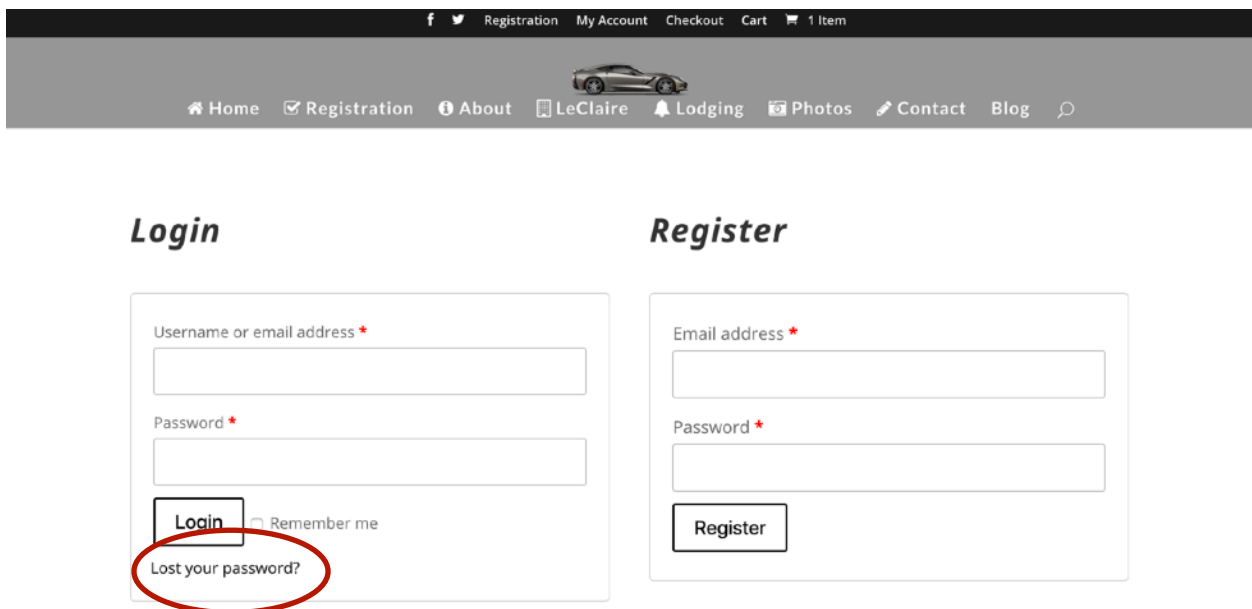 Registration My Account Checkout Cart 1 Item
Home Registration About LeClaire Lodging Photos Contact Blog
Login
Username or email address *
Password *
Login Remember me
Lost your password?
Register
Email address *
Password *
Register